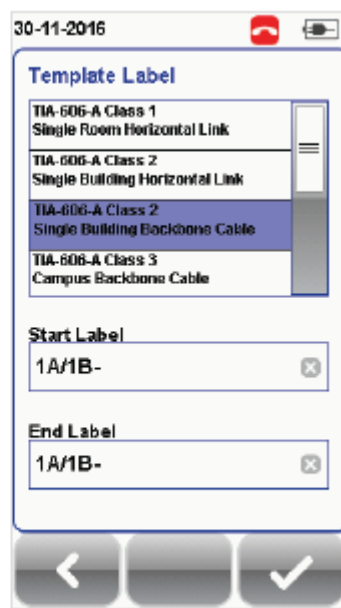 30-11-2016
Template Label
TIA-606-A Class 1
Single Room Horizontal Link
TIA-606-A Class 2
Single Building Horizontal Link
TIA-606-A Class 2
Single Building Backbone Cable
TIA-606-A Class 3
Campus Backbone Cable
Start Label
1A/1B-
End Label
1A/1B-